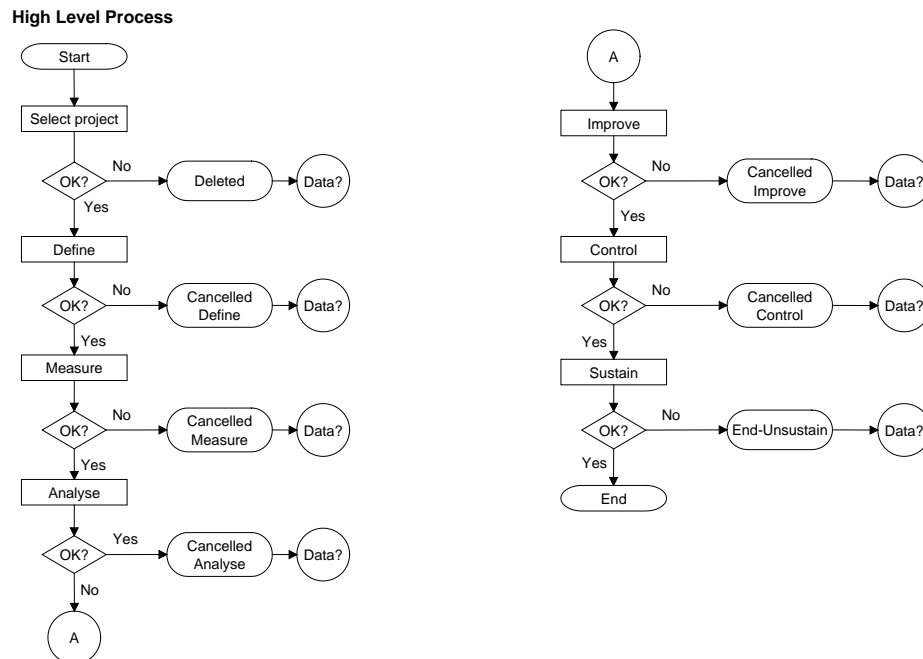 High Level Process
Start
Select project
OK?
No
Deleted
Data?
Yes
Define
OK?
No
Cancelled
Define
Data?
Yes
Measure
OK?
No
Cancelled
Measure
Data?
Yes
Analyse
OK?
Yes
Cancelled
Analyse
Data?
No
A
A
Improve
OK?
No
Cancelled
Improve
Data?
Yes
Control
OK?
No
Cancelled
Control
Data?
Yes
Sustain
OK?
No
End-Unsustain
Data?
Yes
End